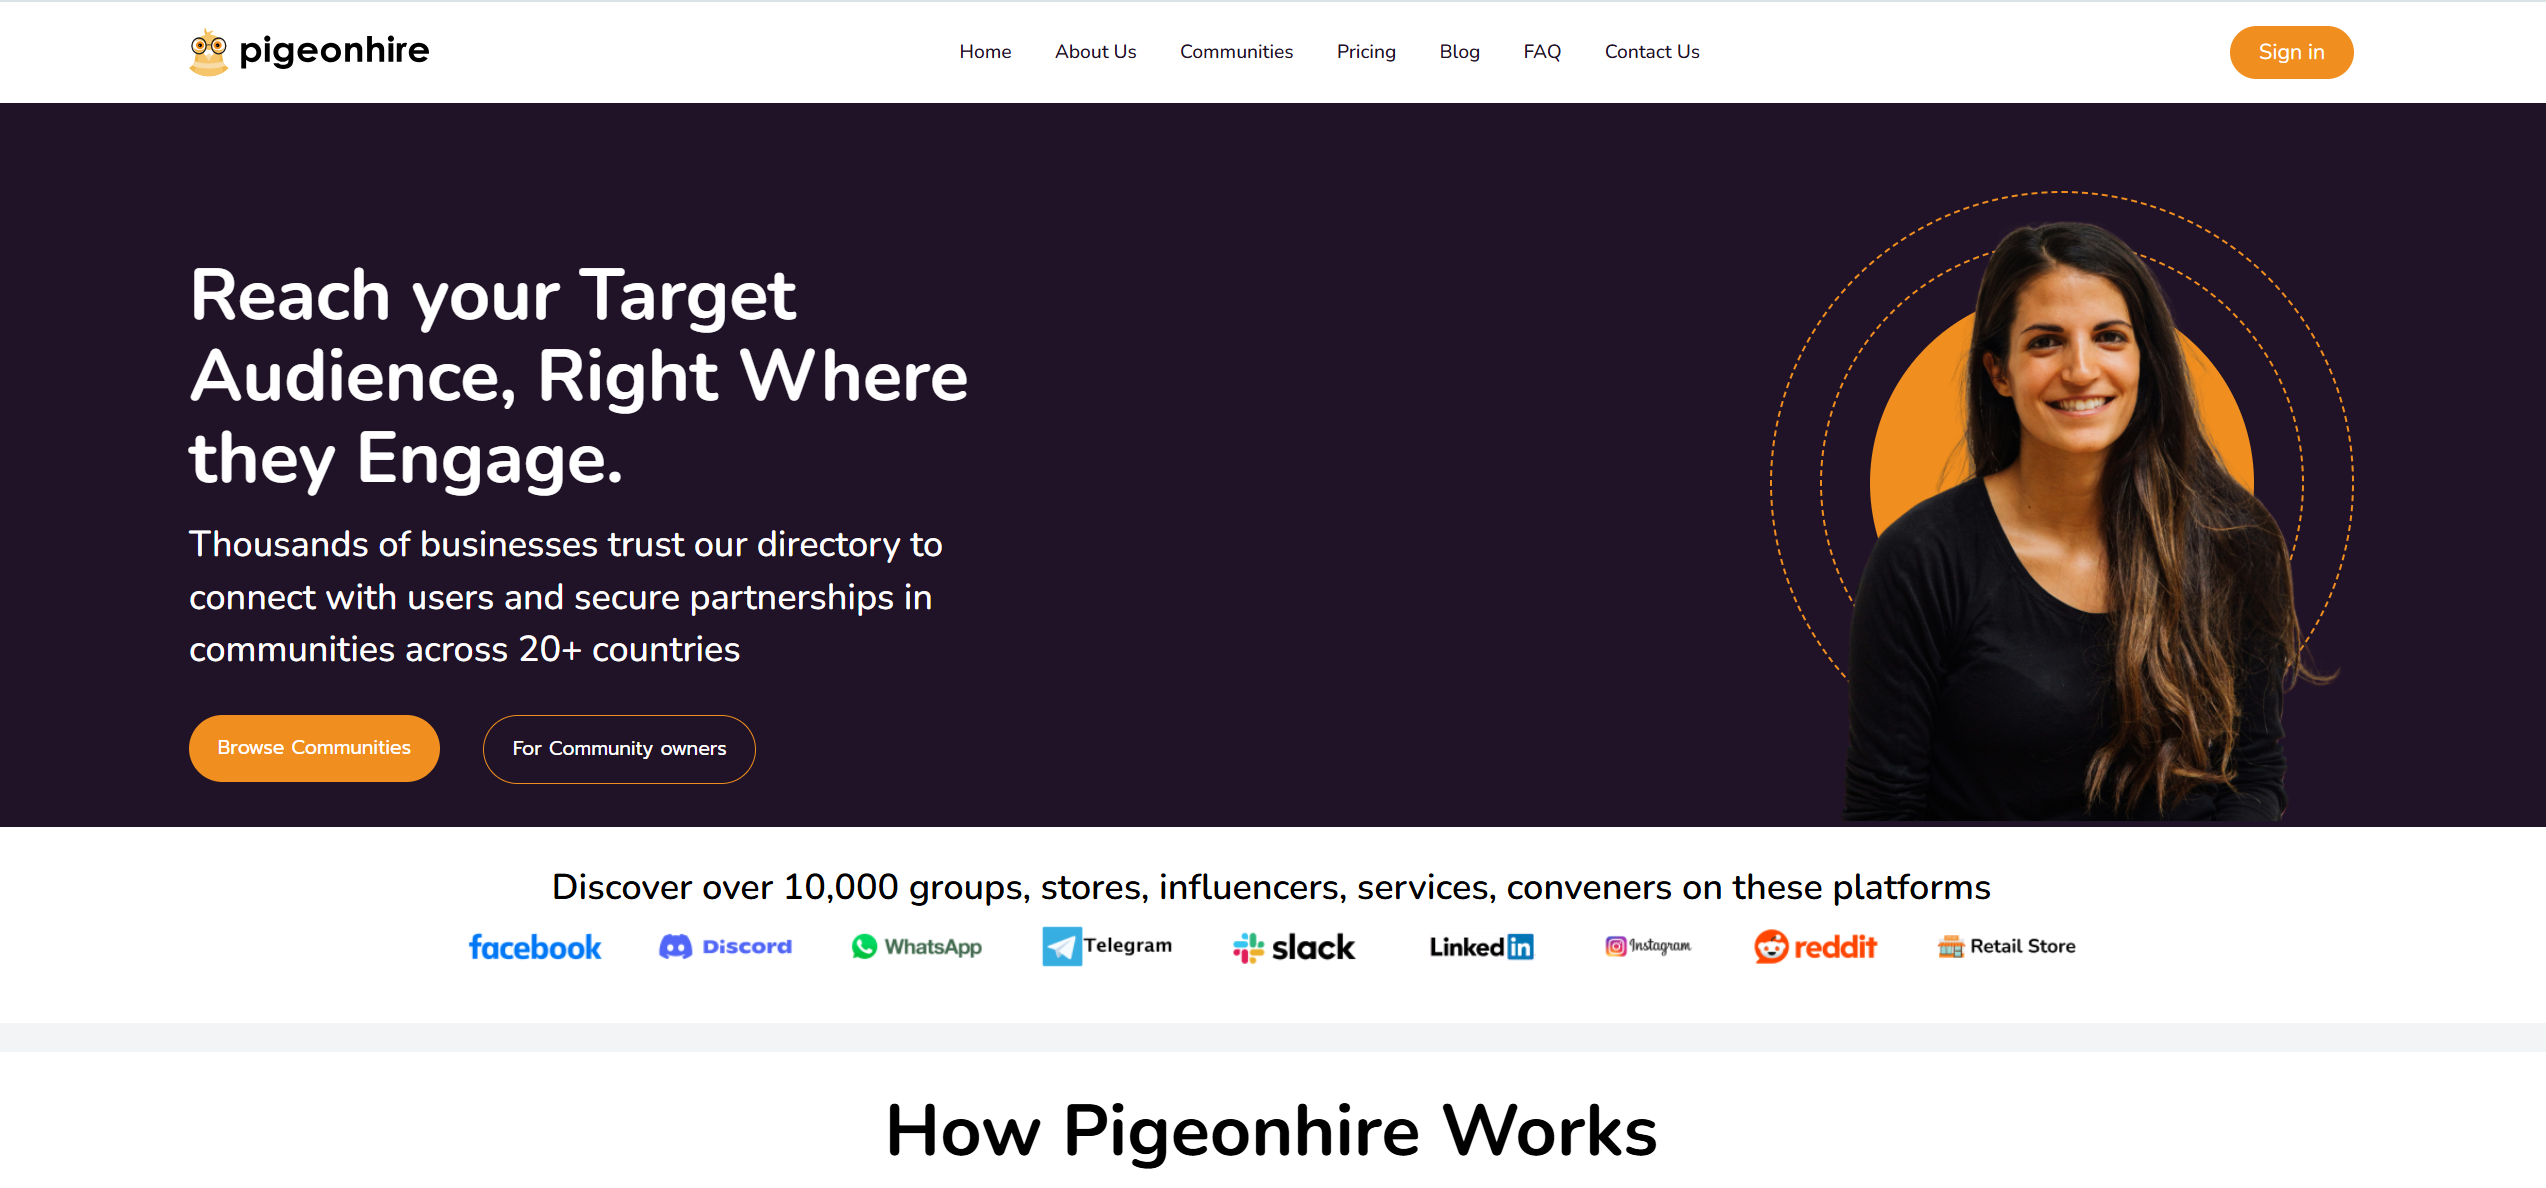 pigeonhire
Home About Us Communities Pricing Blog FAQ Contact Us
Sign in
Reach your Target
Audience, Right Where
they Engage.
Thousands of businesses trust our directory to
connect with users and secure partnerships in
communities across 20+ countries
Browse Communities
For Community owners
Discover over 10,000 groups, stores, influencers, services, conveners on these platforms
facebook Discord WhatsApp Telegram slack Linked in Instagram reddit Retail Store
How Pigeonhire Works